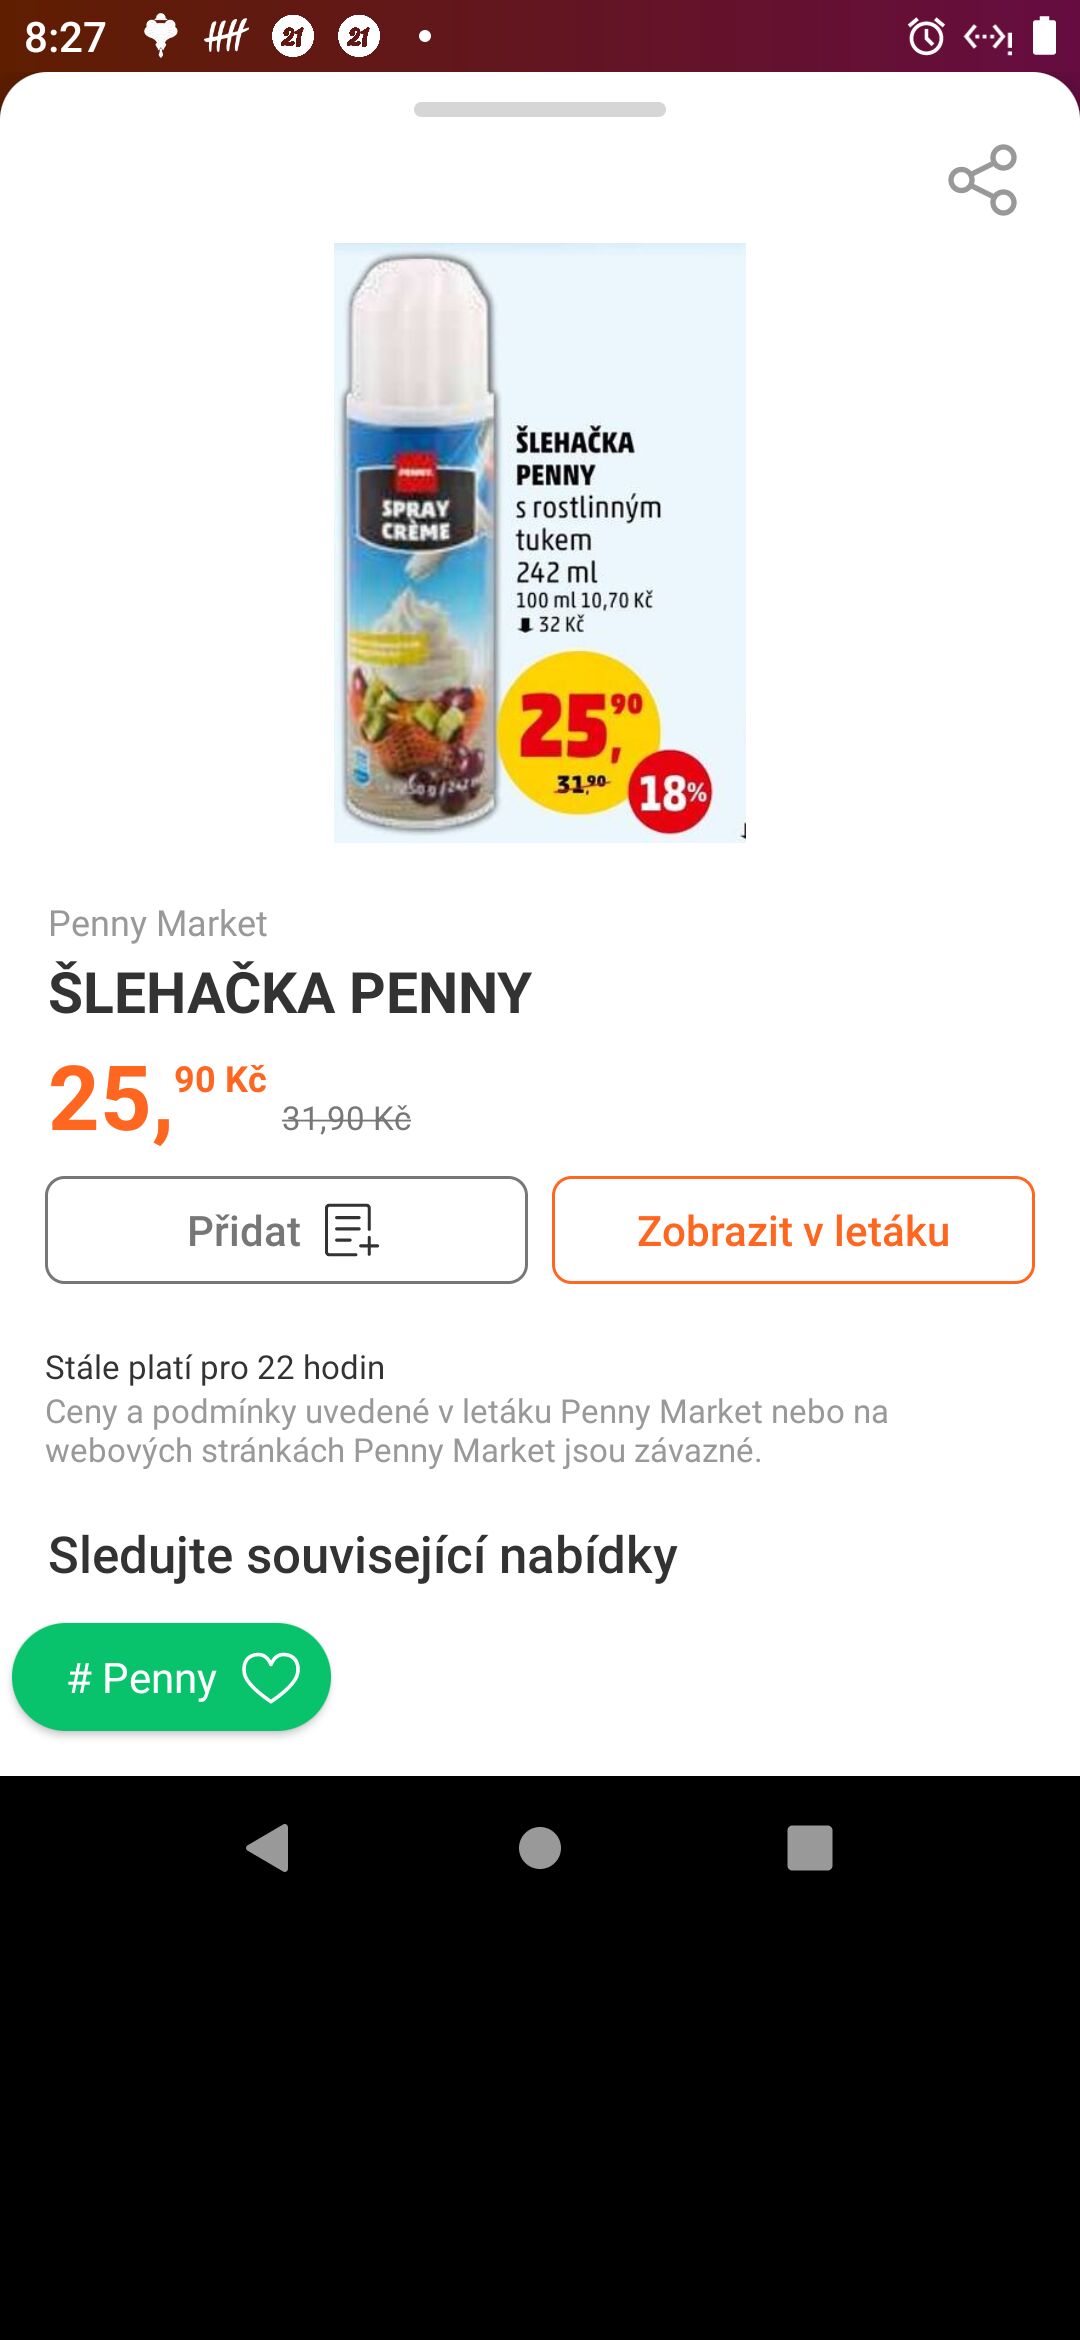 8:27
21 21
ŠLEHAČKA
PENNY
s rostlinným
tukem
242 ml
100 ml 10,70 Kč
32 Kč
PENNY
SPRAY
CRÈME
25,90
31,90
18%
Penny Market
ŠLEHAČKA PENNY
25,90 Kč 31,90 Kč
Přidat
Zobrazit v letáku
Stále platí pro 22 hodin
Ceny a podmínky uvedené v letáku Penny Market nebo na
webových stránkách Penny Market jsou závazné.
Sledujte související nabídky
# Penny